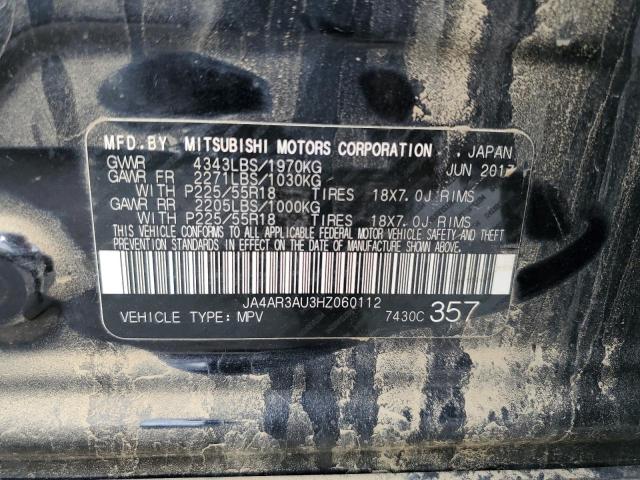 MFD. BY MITSUBISHI MOTORS CORPORATION , JAPAN
GVWR 4343LBS/1970KG JUN 2017
GAWR FR 2271LBS/1030KG
WITH P225/55R18 TIRES 18X7.0J RIMS
GAWR RR 2205LBS/1000KG
WITH P225/55R18 TIRES 18X7.0J RIMS
THIS VEHICLE CONFORMS TO ALL APPLICABLE FEDERAL MOTOR VEHICLE SAFETY AND THEFT
PREVENTION STANDARDS IN EFFECT ON THE DATE OF MANUFACTURE SHOWN ABOVE.
JA4AR3AU3HZ060112
VEHICLE TYPE: MPV 7430C 357